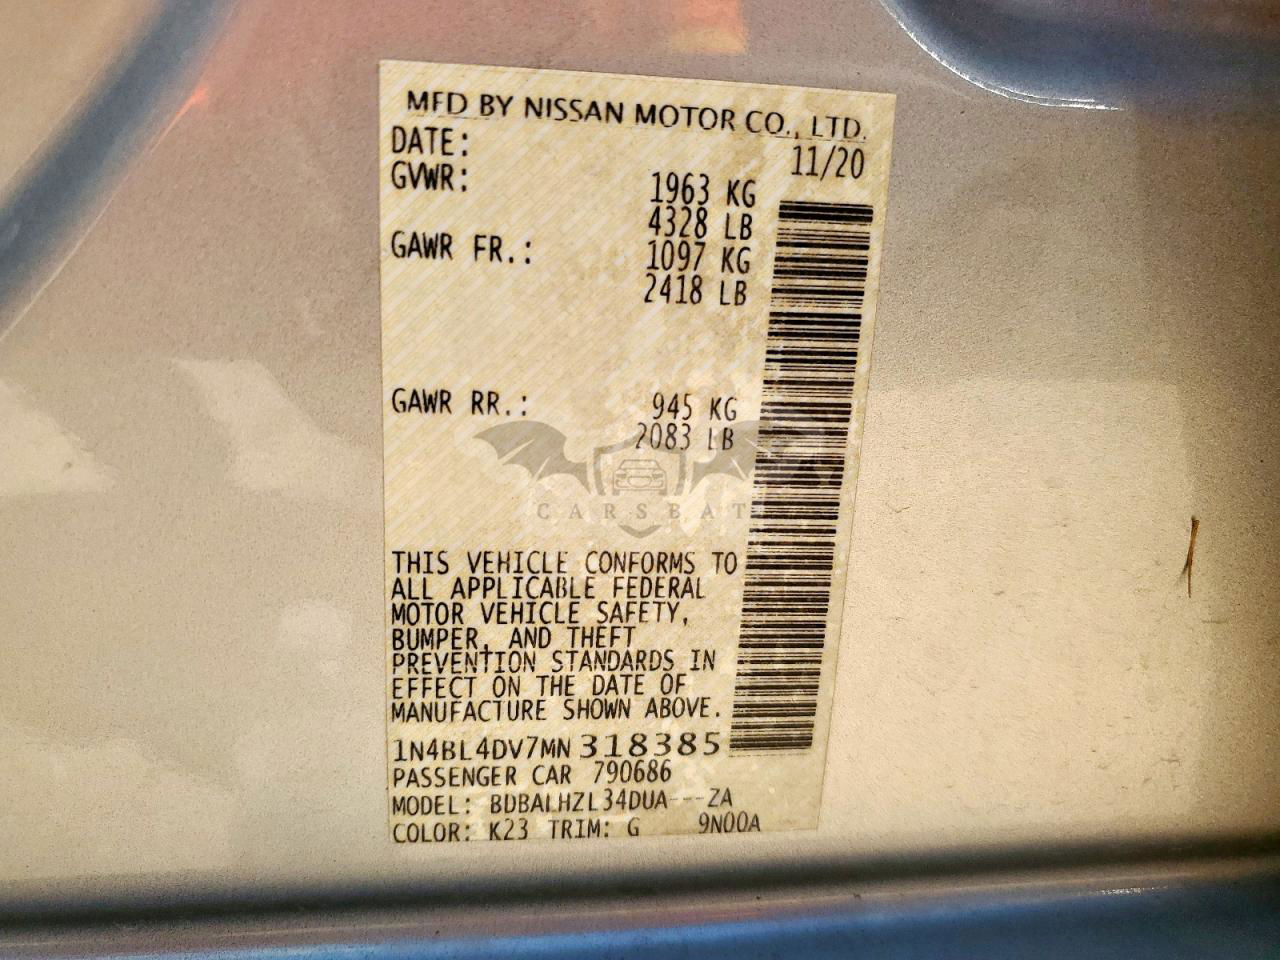 MFD BY NISSAN MOTOR CO., LTD.
DATE: 11/20
GVWR: 1963 KG
4328 LB
GAWR FR.: 1097 KG
2418 LB
GAWR RR.: 945 KG
2083 LB
CARSBAT
THIS VEHICLE CONFORMS TO
ALL APPLICABLE FEDERAL
MOTOR VEHICLE SAFETY,
BUMPER, AND THEFT
PREVENTION STANDARDS IN
EFFECT ON THE DATE OF
MANUFACTURE SHOWN ABOVE.
1N4BL4DV7MN318385
PASSENGER CAR 790686
MODEL: BDBALHZL34DUA---ZA
COLOR: K23 TRIM: G 9N00A